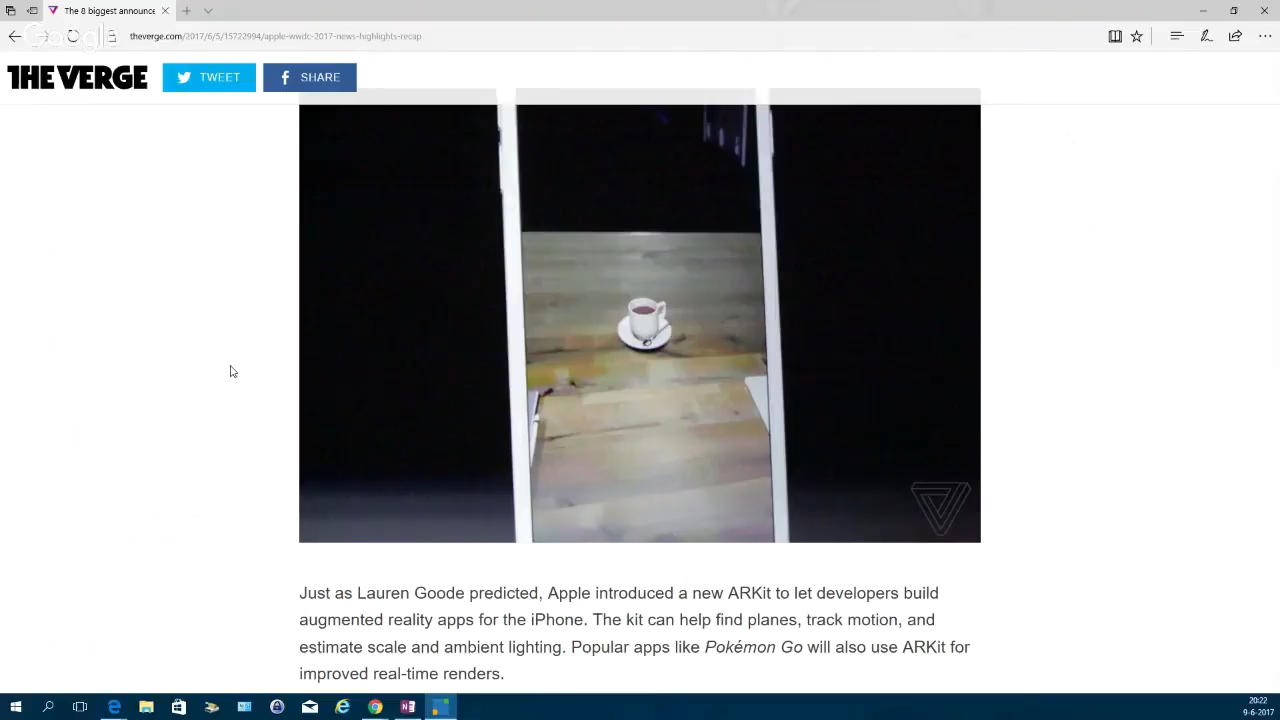 The 8 biggest announc
theverge.com/2017/6/5/15722994/apple-wwdc-2017-news-highlights-recap
THE VERGE
TWEET
SHARE
Just as Lauren Goode predicted, Apple introduced a new ARKit to let developers build
augmented reality apps for the iPhone. The kit can help find planes, track motion, and
estimate scale and ambient lighting. Popular apps like Pokémon Go will also use ARKit for
improved real-time renders.
20:22
9-6-2017